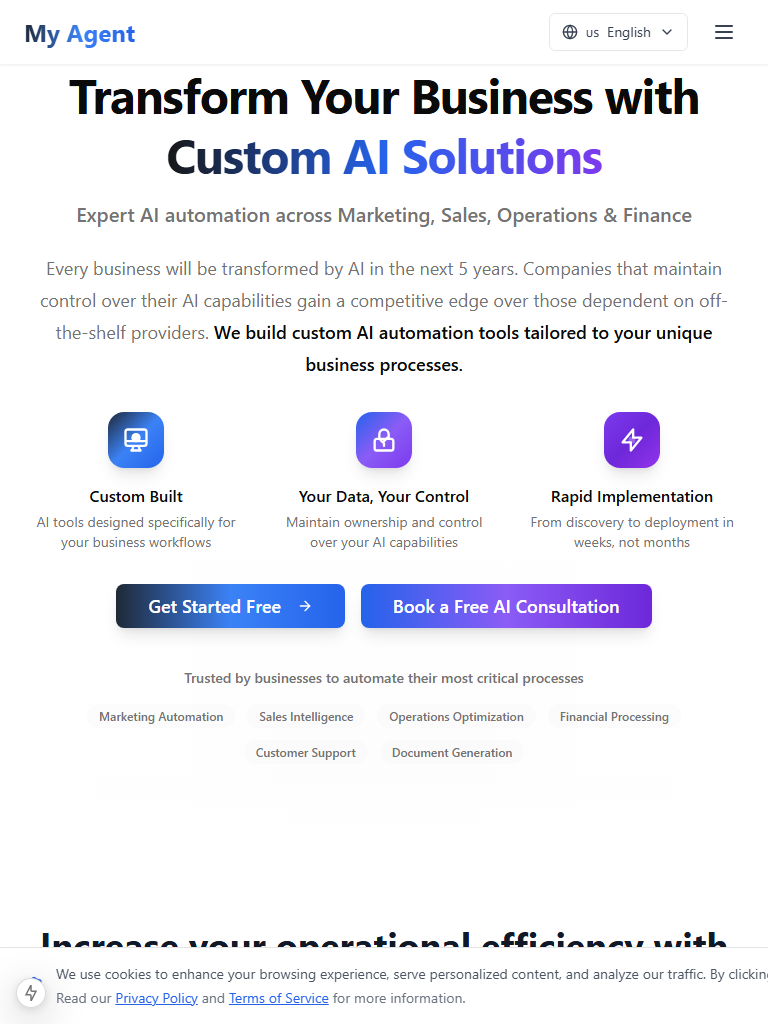 My Agent
us English
Transform Your Business with
Custom AI Solutions
Expert AI automation across Marketing, Sales, Operations & Finance
Every business will be transformed by AI in the next 5 years. Companies that maintain
control over their AI capabilities gain a competitive edge over those dependent on off-
the-shelf providers. We build custom AI automation tools tailored to your unique
business processes.
Custom Built
AI tools designed specifically for
your business workflows
Your Data, Your Control
Maintain ownership and control
over your AI capabilities
Rapid Implementation
From discovery to deployment in
weeks, not months
Get Started Free
Book a Free AI Consultation
Trusted by businesses to automate their most critical processes
Marketing Automation
Sales Intelligence
Operations Optimization
Financial Processing
Customer Support
Document Generation
Increase your operational efficiency with
We use cookies to enhance your browsing experience, serve personalized content, and analyze our traffic. By
Read our Privacy Policy and Terms of Service for more information.